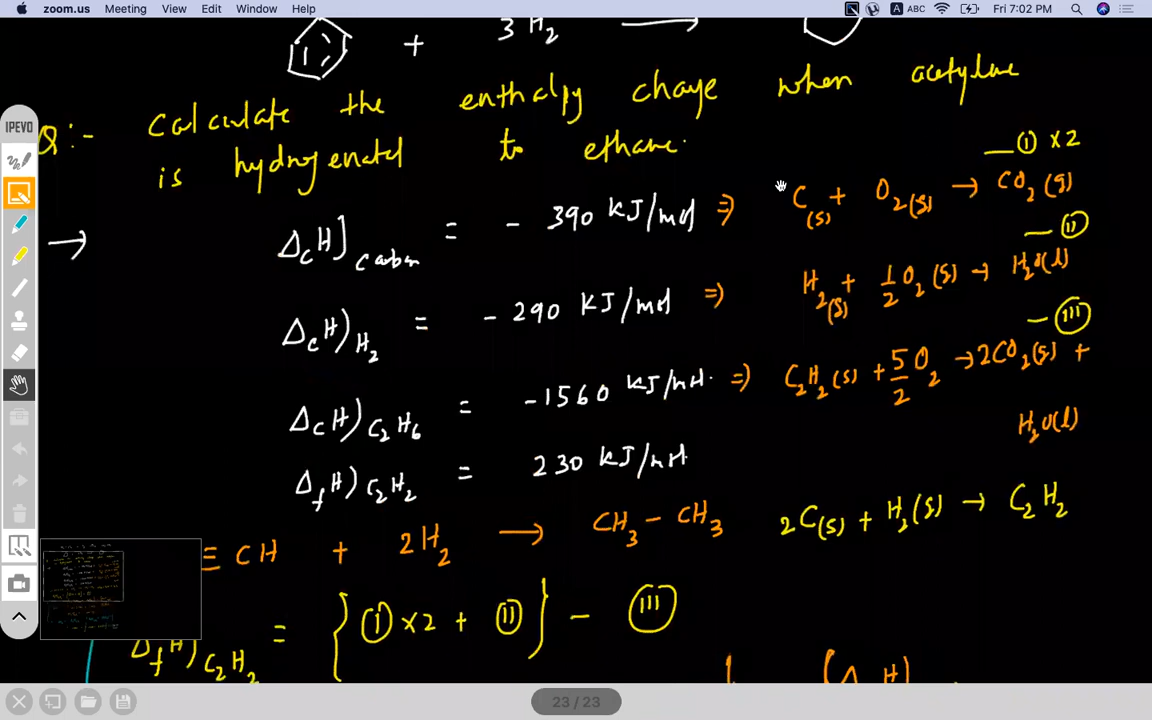 zoom.us Meeting View Edit Window Help ABC Fri 7:02 PM
+ 3 H₂ →
IPEVO
Q:- Calculate the enthalpy change when acetylene
is hydrogenated to ethane.
— (I) × 2
→ ΔcH]Carbon = - 390 KJ/mol ⇒ C(s) + O₂(g) → CO₂(g)
— (II)
ΔcH)H₂ = - 290 KJ/mol ⇒ H₂(g) + 1/2 O₂(g) → H₂O(l)
— (III)
ΔcH)C₂H₆ = -1560 KJ/mol. ⇒ C₂H₂(g) + 5/2 O₂ → 2CO₂(g) +
H₂O(l)
ΔfH)C₂H₂ = 230 KJ/mol
2C(s) + H₂(g) → C₂H₂
≡ CH + 2H₂ → CH₃ - CH₃
ΔfH)C₂H₂ = { (I) × 2 + (II) } - (III)
23 / 23